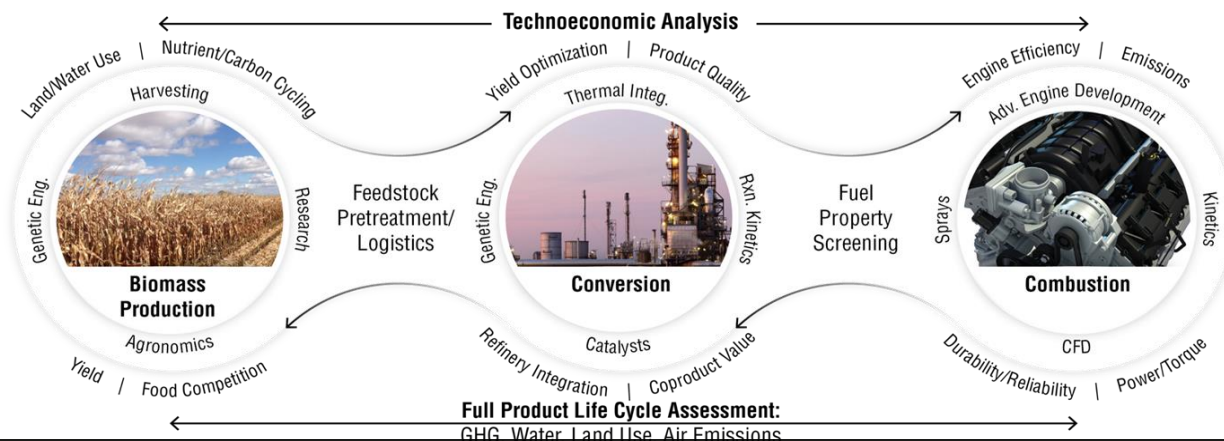 Technoeconomic Analysis
Land/Water Use | Nutrient/Carbon Cycling
Harvesting
Genetic Eng.
Research
Biomass
Production
Agronomics
Yield | Food Competition
Feedstock
Pretreatment/
Logistics
Yield Optimization | Product Quality
Thermal Integ.
Genetic Eng.
Rxn. Kinetics
Conversion
Catalysts
Refinery Integration | Coproduct Value
Fuel
Property
Screening
Engine Efficiency | Emissions
Adv. Engine Development
Sprays
Kinetics
Combustion
CFD
Durability/Reliability | Power/Torque
Full Product Life Cycle Assessment:
GHG, Water, Land Use, Air Emissions